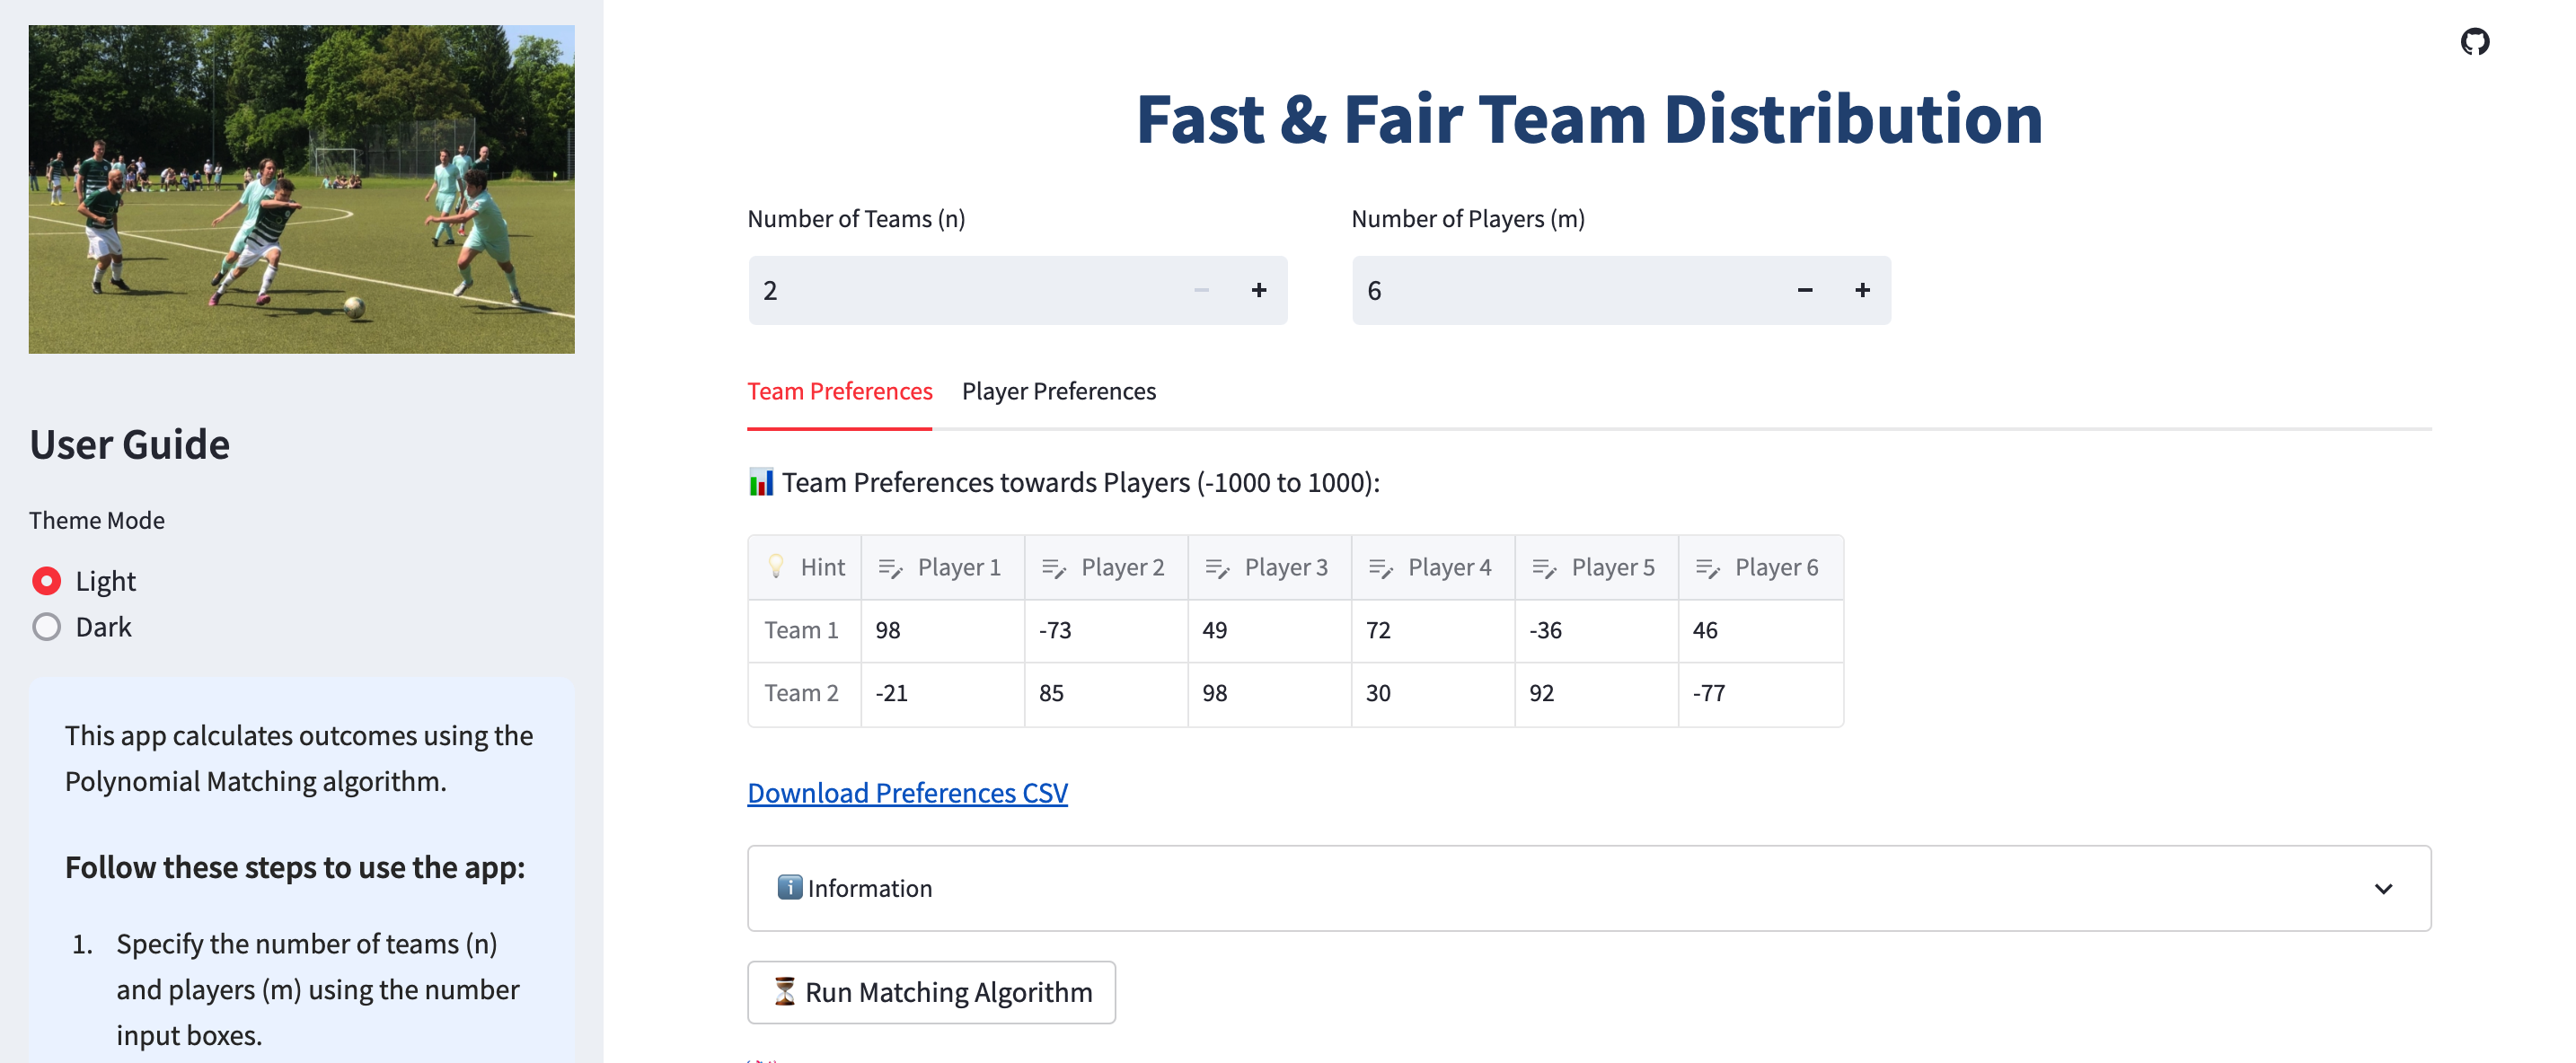 User Guide
Theme Mode
Light
Dark
This app calculates outcomes using the
Polynomial Matching algorithm.
Follow these steps to use the app:
1. Specify the number of teams (n)
and players (m) using the number
input boxes.
Fast & Fair Team Distribution
Number of Teams (n) Number of Players (m)
2 − + 6 − +
Team Preferences Player Preferences
Team Preferences towards Players (-1000 to 1000):
Hint Player 1 Player 2 Player 3 Player 4 Player 5 Player 6
Team 1 98 -73 49 72 -36 46
Team 2 -21 85 98 30 92 -77
Download Preferences CSV
Information
Run Matching Algorithm